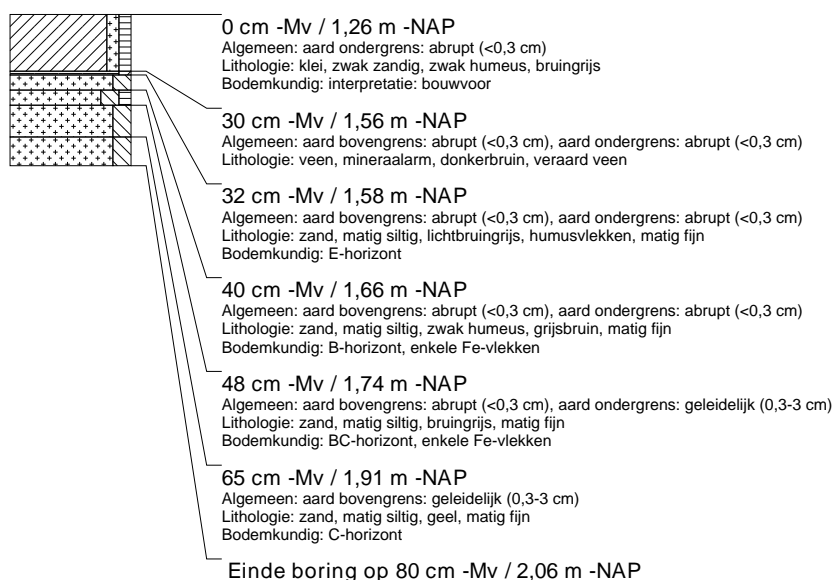 0 cm -Mv / 1,26 m -NAP
Algemeen: aard ondergrens: abrupt (<0,3 cm)
Lithologie: klei, zwak zandig, zwak humeus, bruingrijs
Bodemkundig: interpretatie: bouwvoor
30 cm -Mv / 1,56 m -NAP
Algemeen: aard bovengrens: abrupt (<0,3 cm), aard ondergrens: abrupt (<0,3 cm)
Lithologie: veen, mineraalarm, donkerbruin, veraard veen
32 cm -Mv / 1,58 m -NAP
Algemeen: aard bovengrens: abrupt (<0,3 cm), aard ondergrens: abrupt (<0,3 cm)
Lithologie: zand, matig siltig, lichtbruingrijs, humusvlekken, matig fijn
Bodemkundig: E-horizont
40 cm -Mv / 1,66 m -NAP
Algemeen: aard bovengrens: abrupt (<0,3 cm), aard ondergrens: abrupt (<0,3 cm)
Lithologie: zand, matig siltig, zwak humeus, grijsbruin, matig fijn
Bodemkundig: B-horizont, enkele Fe-vlekken
48 cm -Mv / 1,74 m -NAP
Algemeen: aard bovengrens: abrupt (<0,3 cm), aard ondergrens: geleidelijk (0,3-3 cm)
Lithologie: zand, matig siltig, bruingrijs, matig fijn
Bodemkundig: BC-horizont, enkele Fe-vlekken
65 cm -Mv / 1,91 m -NAP
Algemeen: aard bovengrens: geleidelijk (0,3-3 cm)
Lithologie: zand, matig siltig, geel, matig fijn
Bodemkundig: C-horizont
Einde boring op 80 cm -Mv / 2,06 m -NAP